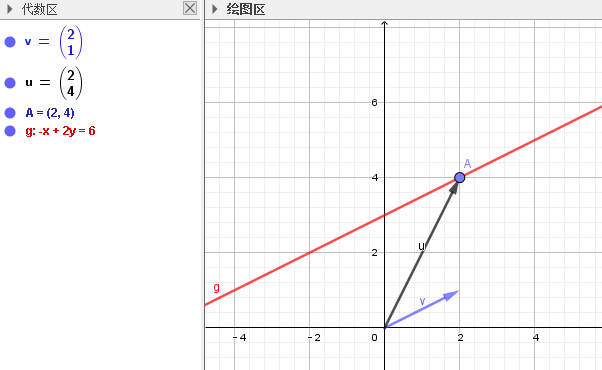 代数区
绘图区
v = (2 1)
u = (2 4)
A = (2, 4)
g: -x + 2y = 6
6
4
2
0
-4
-2
2
4
A
u
v
g